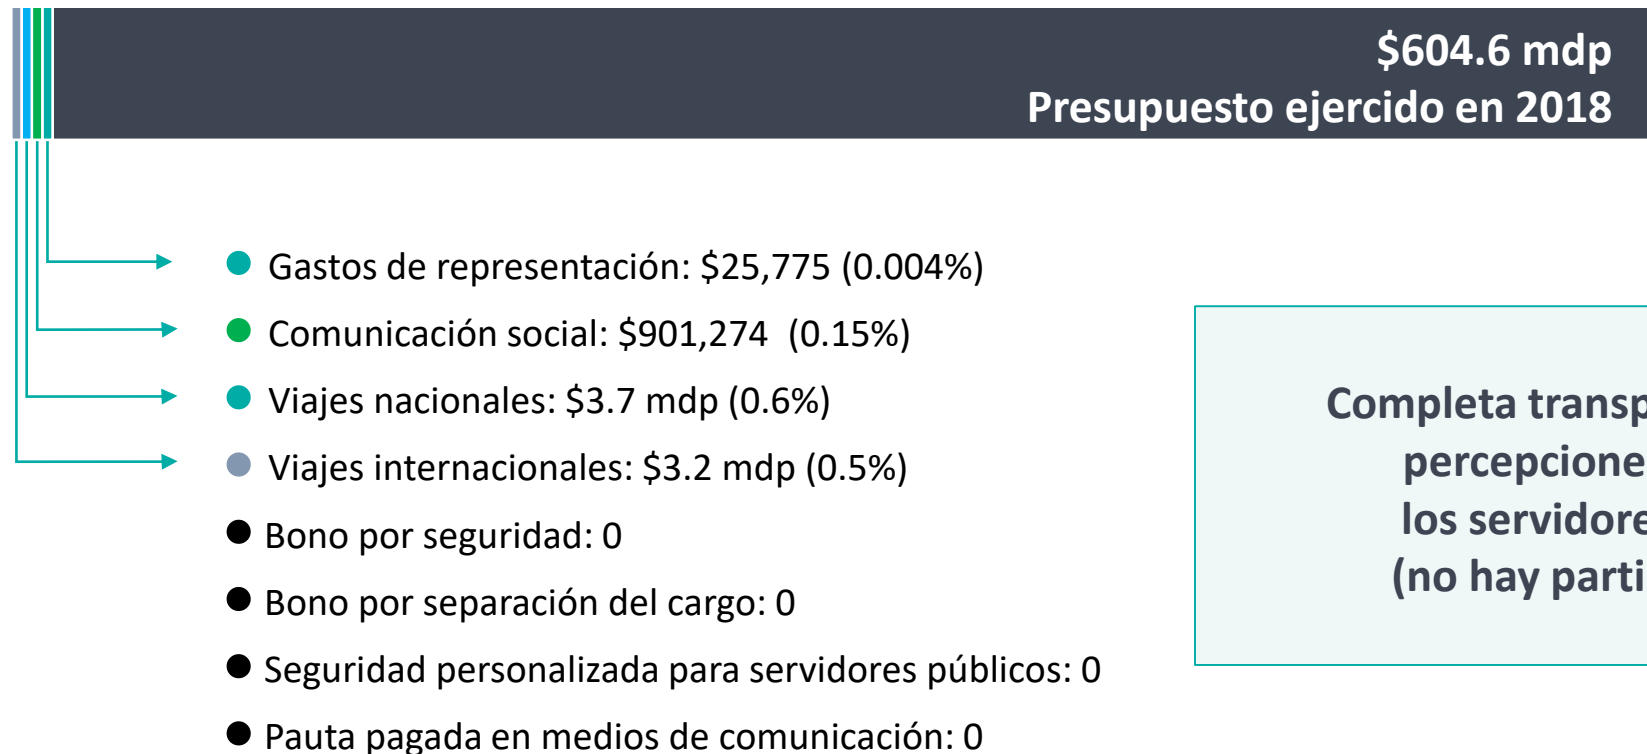 $604.6 mdp
Presupuesto ejercido en 2018
Gastos de representación: $25,775 (0.004%)
Comunicación social: $901,274 (0.15%)
Viajes nacionales: $3.7 mdp (0.6%)
Viajes internacionales: $3.2 mdp (0.5%)
Bono por seguridad: 0
Bono por separación del cargo: 0
Seguridad personalizada para servidores públicos: 0
Pauta pagada en medios de comunicación: 0
Completa
los
(no hay